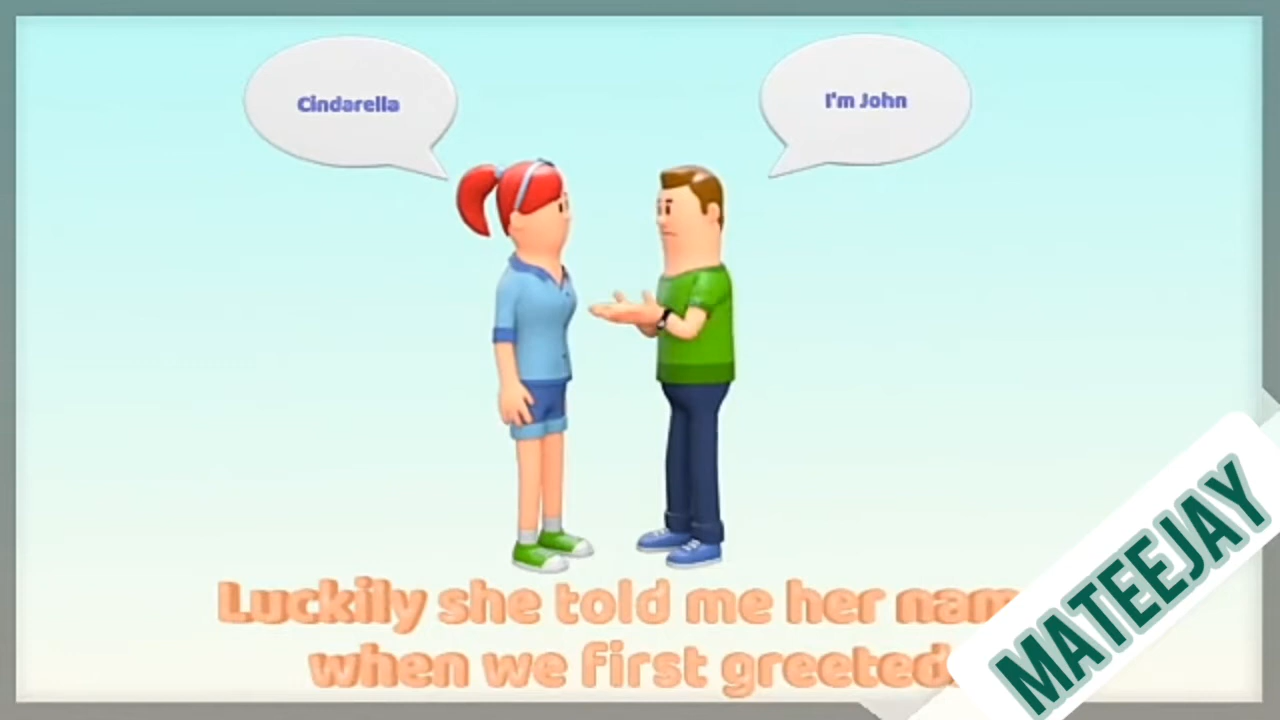 Cindarella
I'm John
Luckily she told me her
when we first greeted.
MATEEJAY